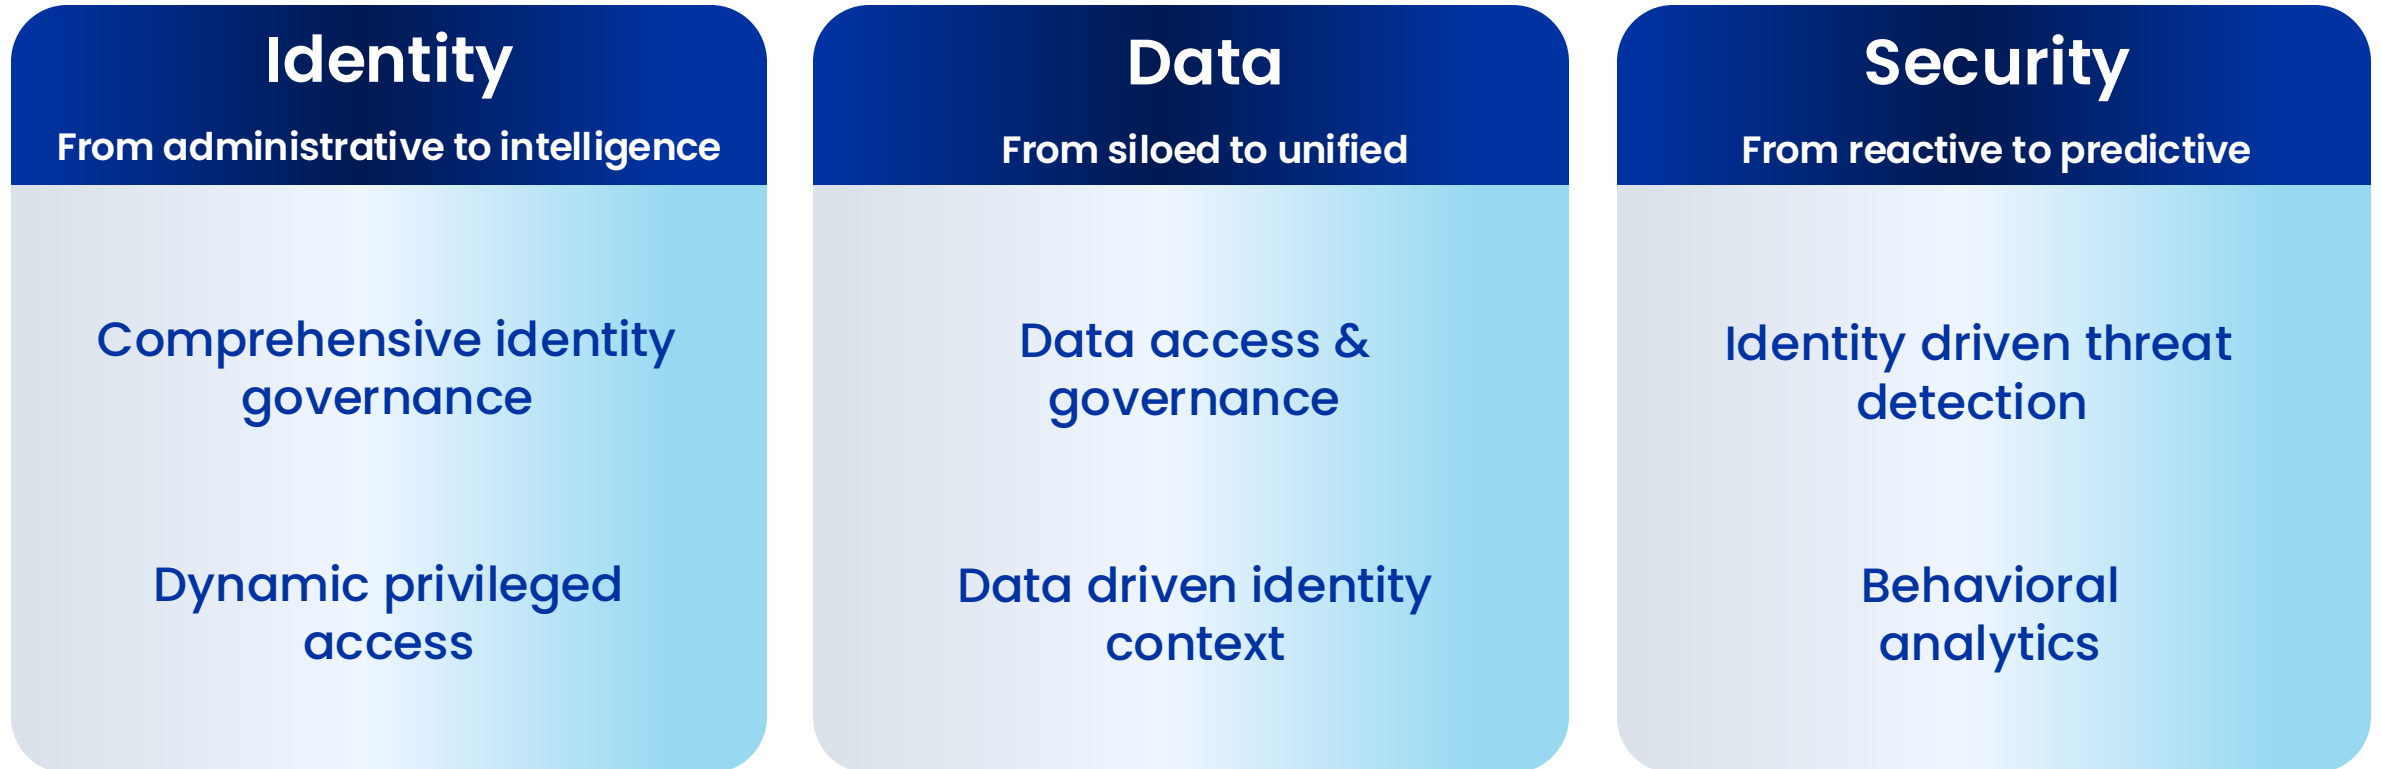 Identity
From administrative to intelligence
Comprehensive identity
governance
Dynamic privileged
access
Data
From siloed to unified
Data access &
governance
Data driven identity
context
Security
From reactive to predictive
Identity driven threat
detection
Behavioral
analytics